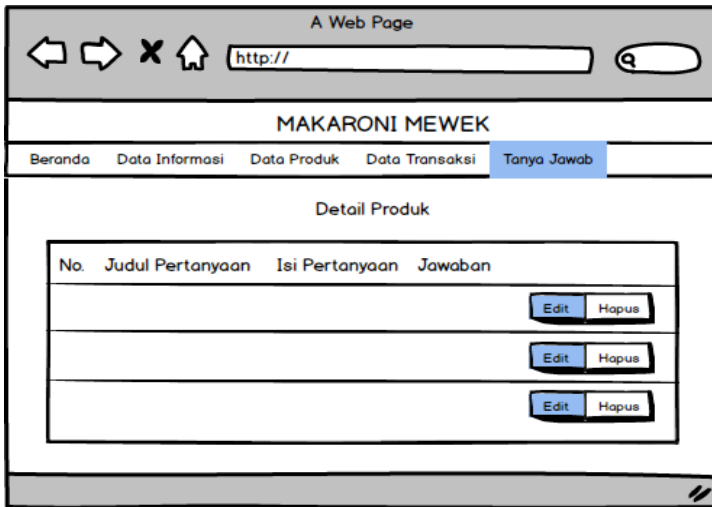 A Web Page
http://
MAKARONI MEWEK
Beranda Data Informasi Data Produk Data Transaksi Tanya Jawab
Detail Produk
No. Judul Pertanyaan Isi Pertanyaan Jawaban
Edit Hapus
Edit Hapus
Edit Hapus